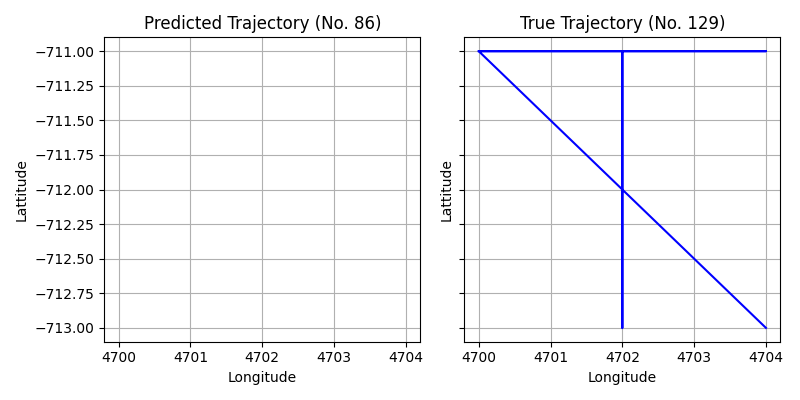 Predicted Trajectory (No. 86)
Lattitude
−711.00
−711.25
−711.50
−711.75
−712.00
−712.25
−712.50
−712.75
−713.00
4700 4701 4702 4703 4704
Longitude
True Trajectory (No. 129)
Lattitude
4700 4701 4702 4703 4704
Longitude